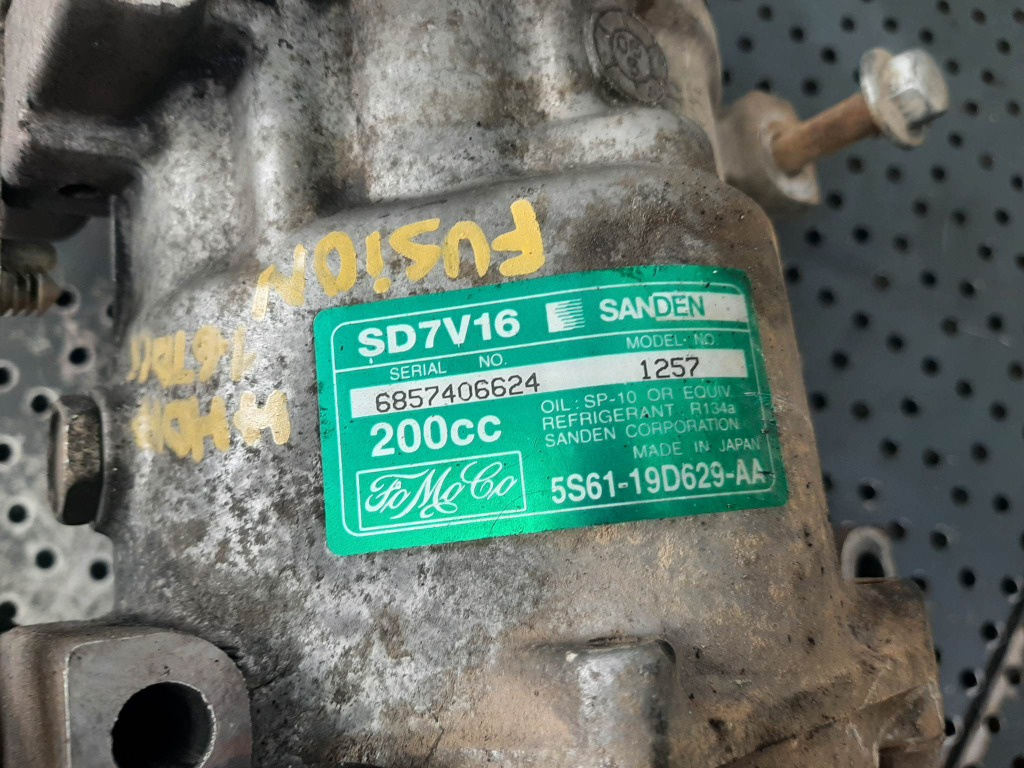 FUSiON
SD7V16 SANDEN
SERIAL NO. MODEL NO.
6857406624 1257
200cc OIL: SP-10 OR EQUIV.
REFRIGERANT R134a
SANDEN CORPORATION
MADE IN JAPAN
FoMoCo 5S61-19D629-AA